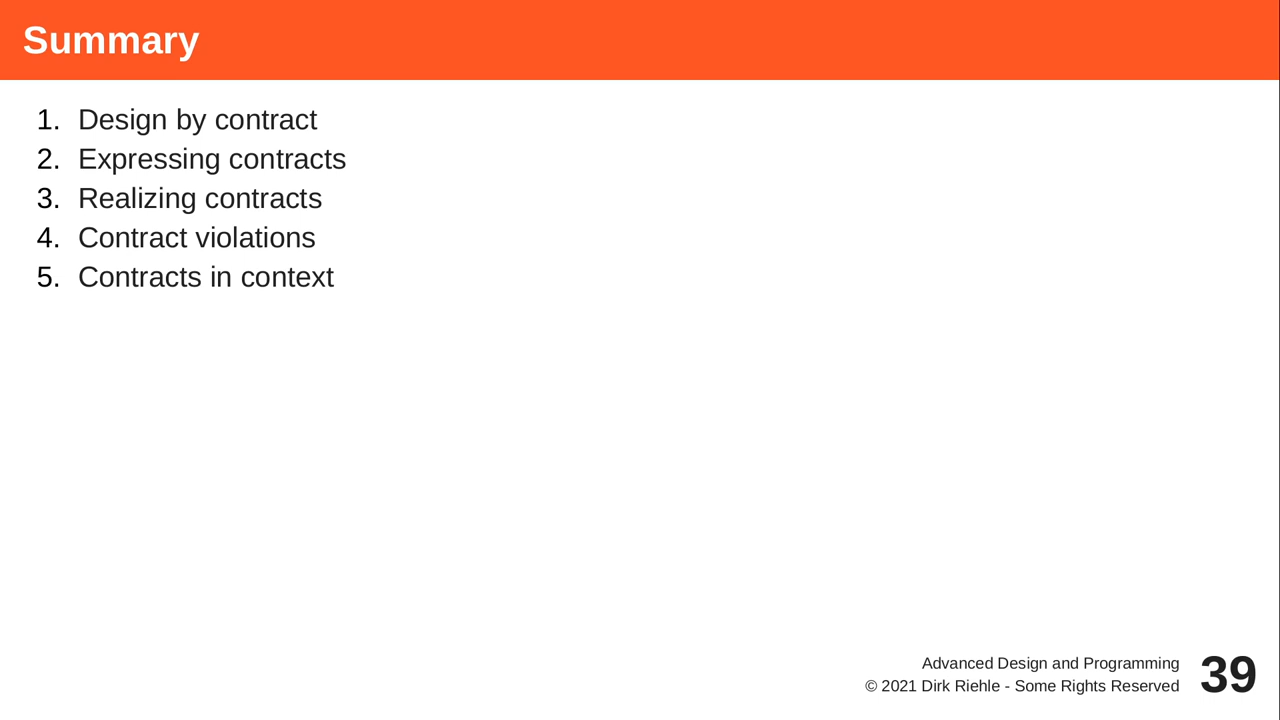 Summary
1. Design by contract
2. Expressing contracts
3. Realizing contracts
4. Contract violations
5. Contracts in context
Advanced Design and Programming
© 2021 Dirk Riehle - Some Rights Reserved
39